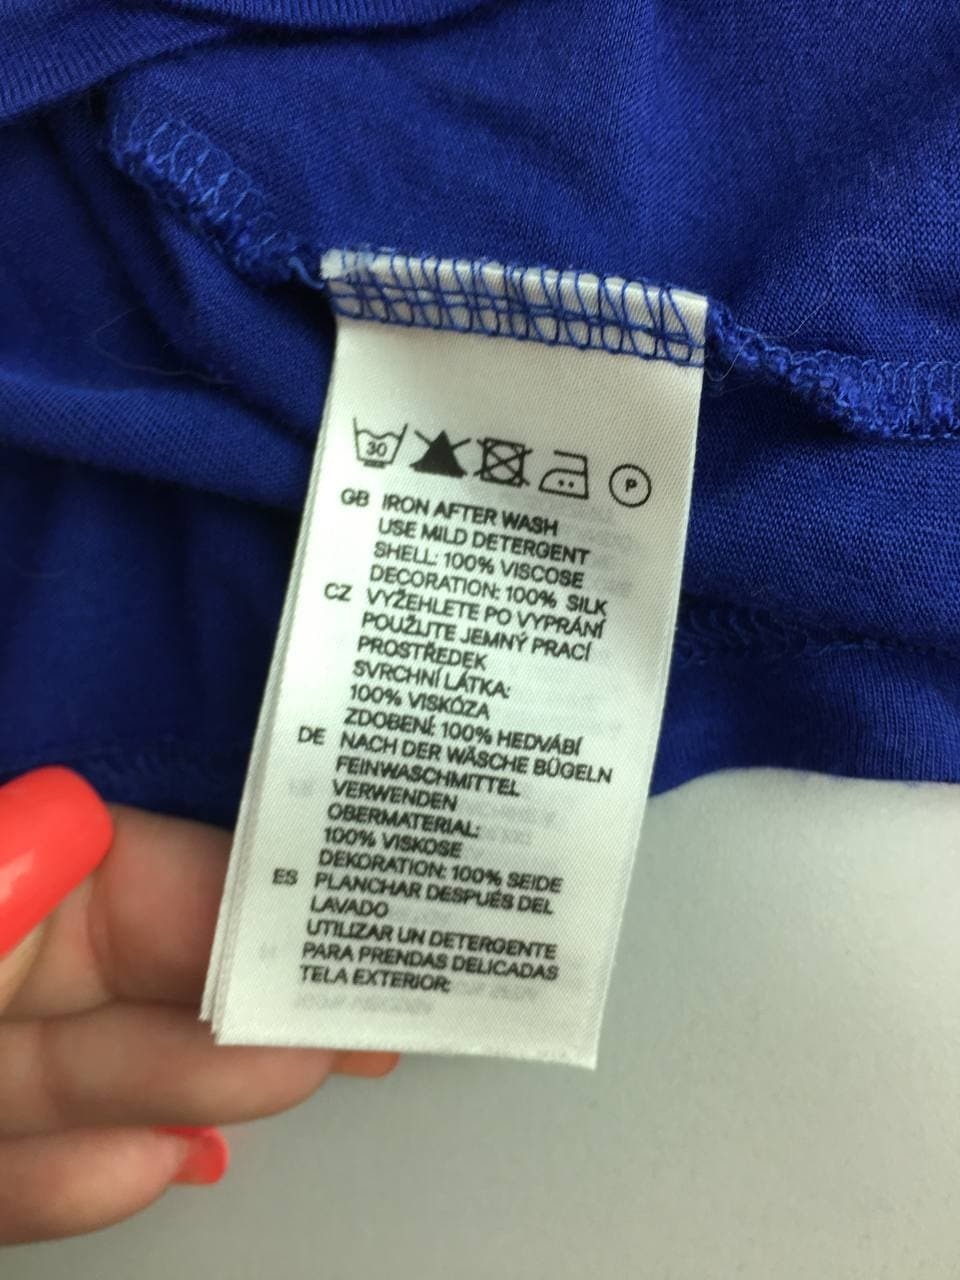 30
P
GB IRON AFTER WASH
USE MILD DETERGENT
SHELL: 100% VISCOSE
DECORATION: 100% SILK
CZ VYŽEHLETE PO VYPRÁNÍ
POUŽIJTE JEMNÝ PRACÍ
PROSTŘEDEK
SVRCHNÍ LÁTKA:
100% VISKÓZA
ZDOBENÍ: 100% HEDVÁBÍ
DE NACH DER WÄSCHE BÜGELN
FEINWASCHMITTEL
VERWENDEN
OBERMATERIAL:
100% VISKOSE
DEKORATION: 100% SEIDE
ES PLANCHAR DESPUÉS DEL
LAVADO
UTILIZAR UN DETERGENTE
PARA PRENDAS DELICADAS
TELA EXTERIOR: